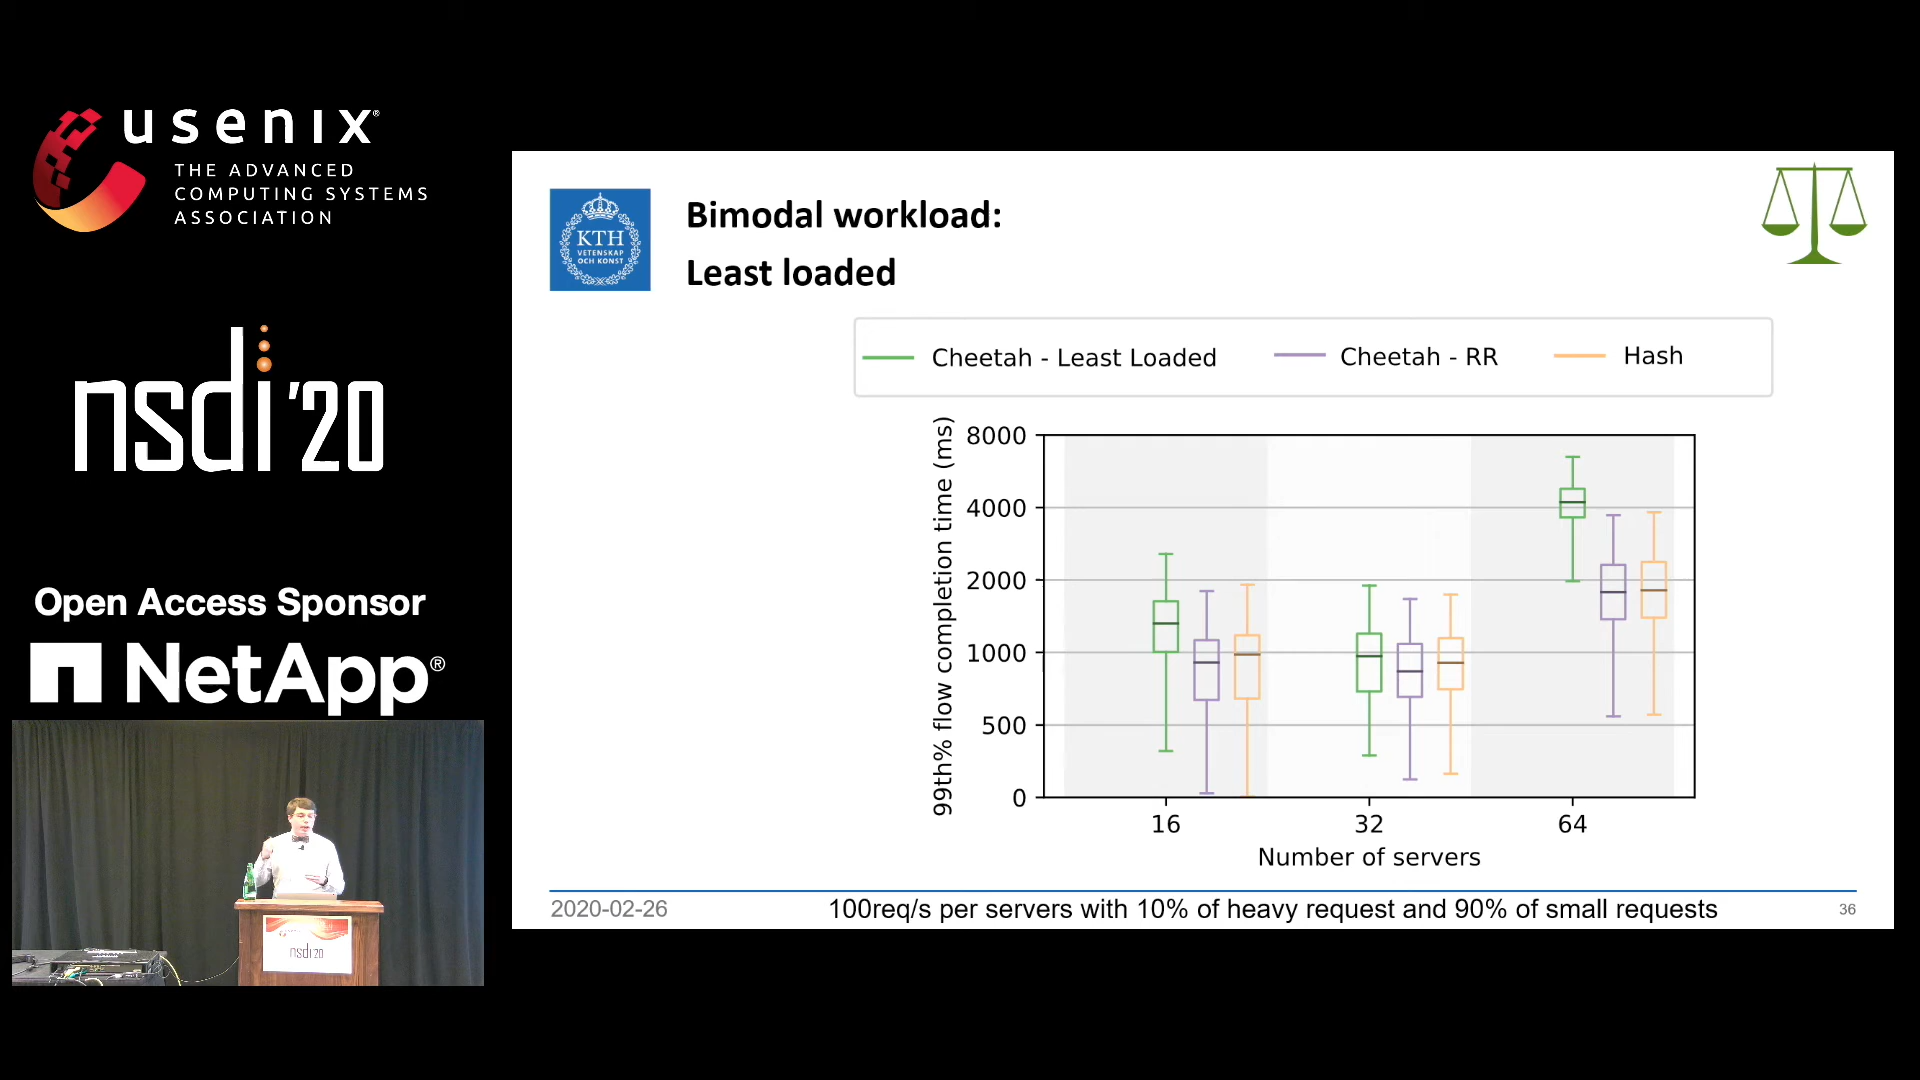 usenix®
THE ADVANCED
COMPUTING SYSTEMS
ASSOCIATION
nsdi '20
Open Access Sponsor
NetApp®
nsdi 20
KTH
VETENSKAP
OCH KONST
Bimodal workload:
Least loaded
Cheetah - Least Loaded
Cheetah - RR
Hash
99th% flow completion time (ms)
8000
4000
2000
1000
500
0
16
32
64
Number of servers
2020-02-26
100req/s per servers with 10% of heavy request and 90% of small requests
36